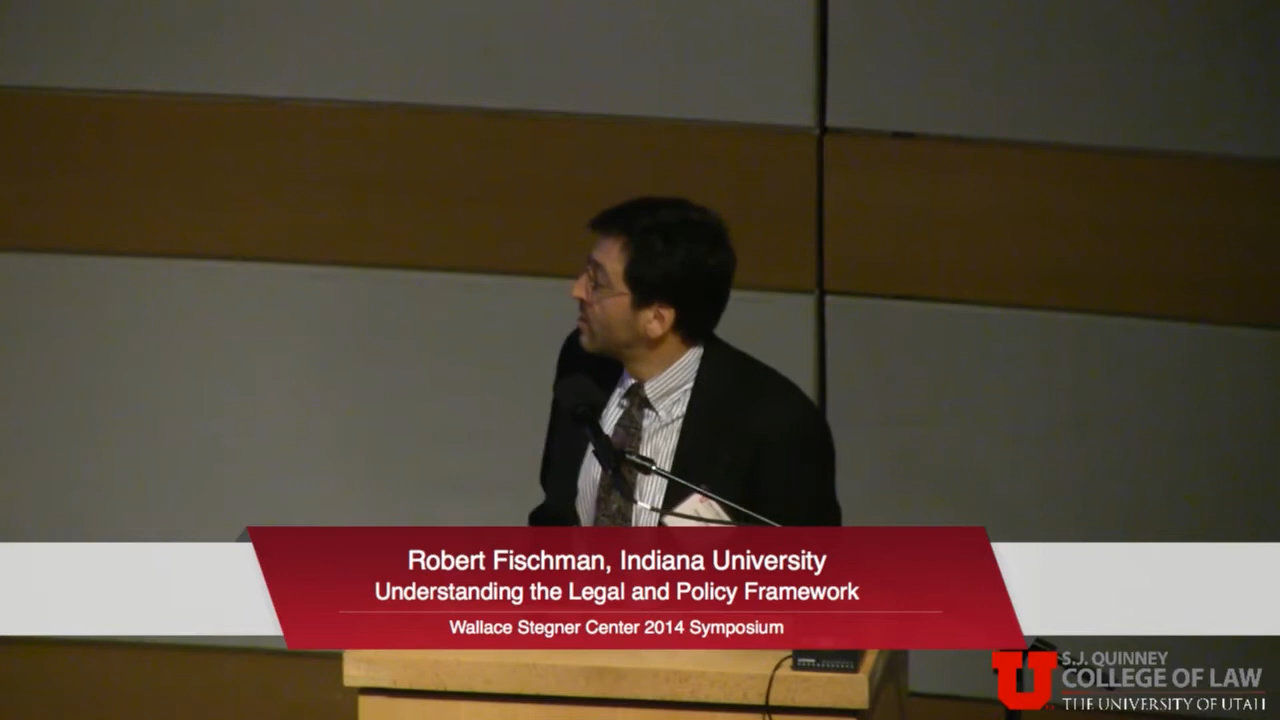 Robert Fischman, Indiana University
Understanding the Legal and Policy Framework
Wallace Stegner Center 2014 Symposium
U
S.J. QUINNEY
COLLEGE OF LAW
THE UNIVERSITY OF UTAH